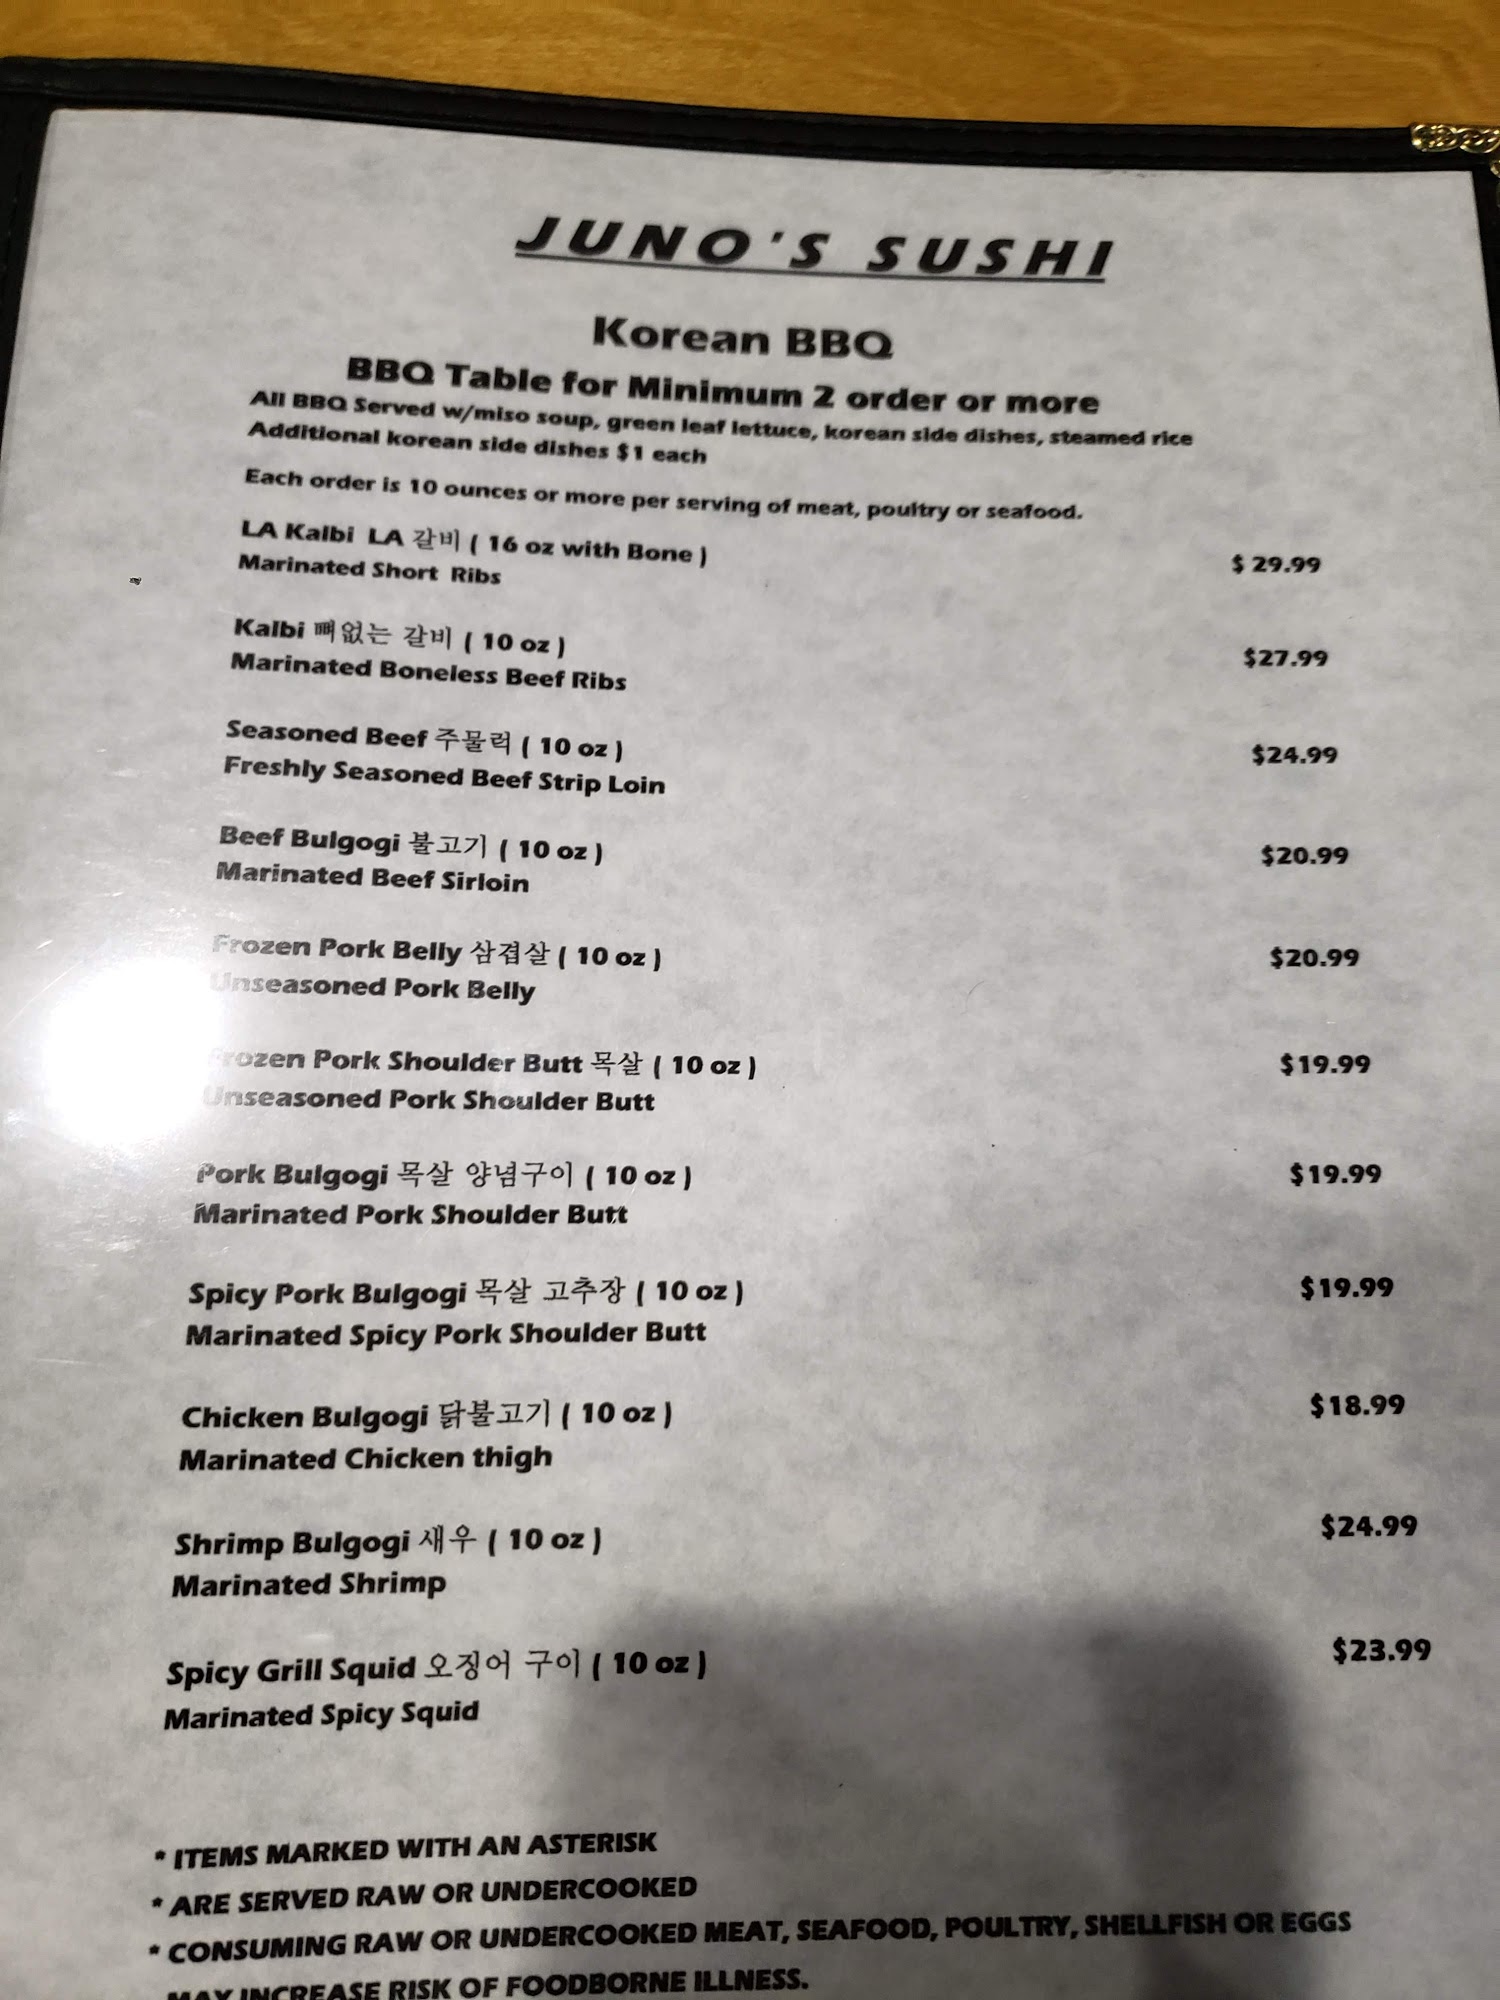 JUNO'S SUSHI
Korean BBQ
BBQ Table for Minimum 2 order or more
All BBQ Served w/miso soup, green leaf lettuce, korean side dishes, steamed rice
Additional korean side dishes $1 each
Each order is 10 ounces or more per serving of meat, poultry or seafood.
LA Kalbi LA 갈비 ( 16 oz with Bone ) $ 29.99
Marinated Short Ribs
Kalbi 뼈없는 갈비 ( 10 oz ) $27.99
Marinated Boneless Beef Ribs
Seasoned Beef 주물럭 ( 10 oz ) $24.99
Freshly Seasoned Beef Strip Loin
Beef Bulgogi 불고기 ( 10 oz ) $20.99
Marinated Beef Sirloin
Frozen Pork Belly 삼겹살 ( 10 oz ) $20.99
Unseasoned Pork Belly
Frozen Pork Shoulder Butt 목살 ( 10 oz ) $19.99
Unseasoned Pork Shoulder Butt
Pork Bulgogi 목살 양념구이 ( 10 oz ) $19.99
Marinated Pork Shoulder Butt
Spicy Pork Bulgogi 목살 고추장 ( 10 oz ) $19.99
Marinated Spicy Pork Shoulder Butt
Chicken Bulgogi 닭불고기 ( 10 oz ) $18.99
Marinated Chicken thigh
Shrimp Bulgogi 새우 ( 10 oz ) $24.99
Marinated Shrimp
Spicy Grill Squid 오징어 구이 ( 10 oz ) $23.99
Marinated Spicy Squid
* ITEMS MARKED WITH AN ASTERISK
* ARE SERVED RAW OR UNDERCOOKED
* CONSUMING RAW OR UNDERCOOKED MEAT, SEAFOOD, POULTRY, SHELLFISH OR EGGS
MAY INCREASE RISK OF FOODBORNE ILLNESS.